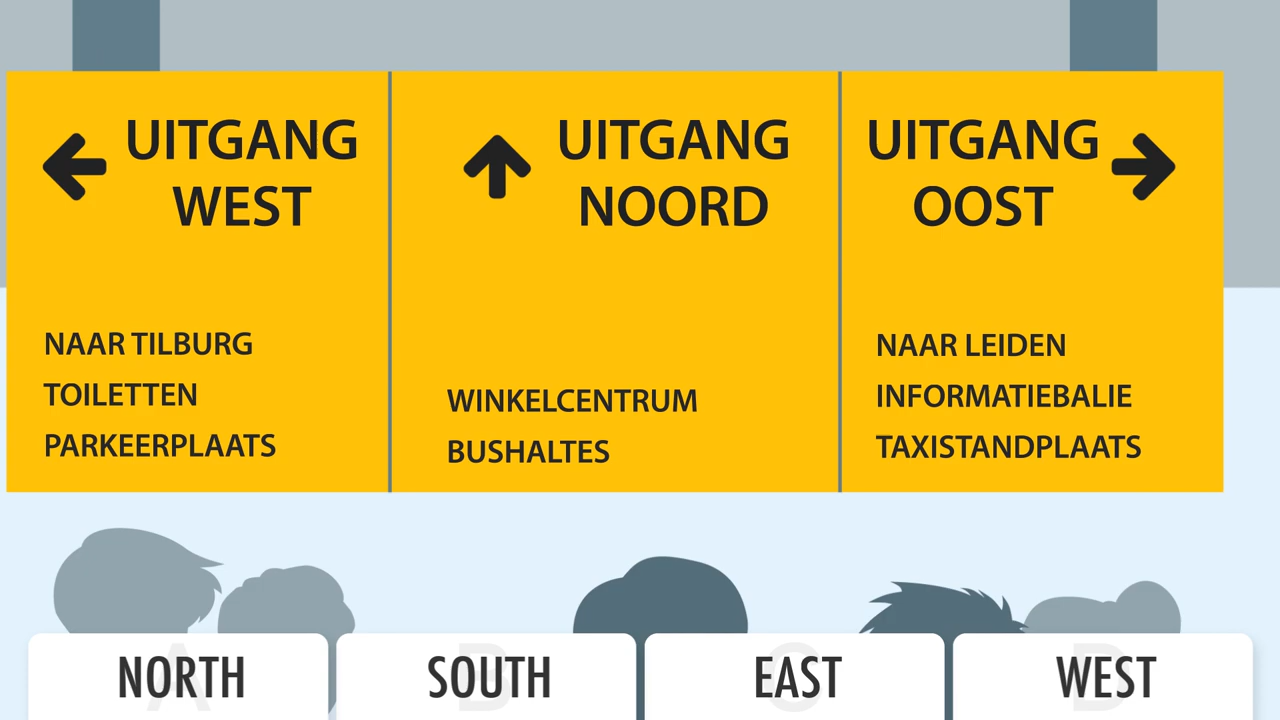 UITGANG
WEST
NAAR TILBURG
TOILETTEN
PARKEERPLAATS
UITGANG
NOORD
WINKELCENTRUM
BUSHALTES
UITGANG
OOST
NAAR LEIDEN
INFORMATIEBALIE
TAXISTANDPLAATS
A NORTH
B SOUTH
C EAST
D WEST